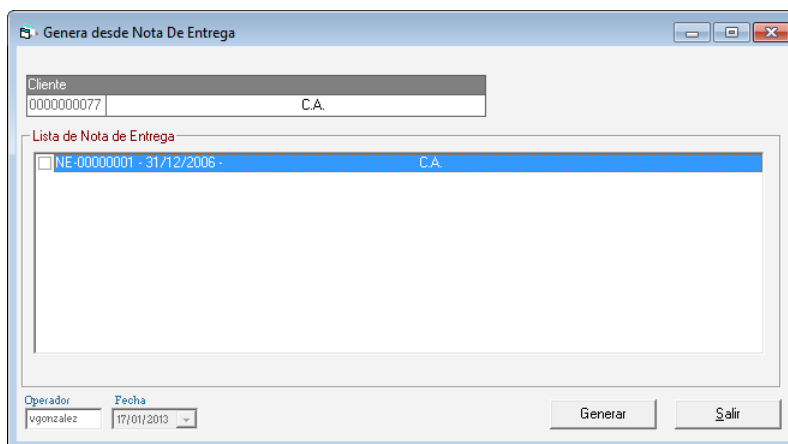 Genera desde Nota De Entrega
Cliente
0000000077 C.A.
Lista de Nota de Entrega
NE-00000001 - 31/12/2006 - C.A.
Operador Fecha
vgonzalez 17/01/2013
Generar Salir